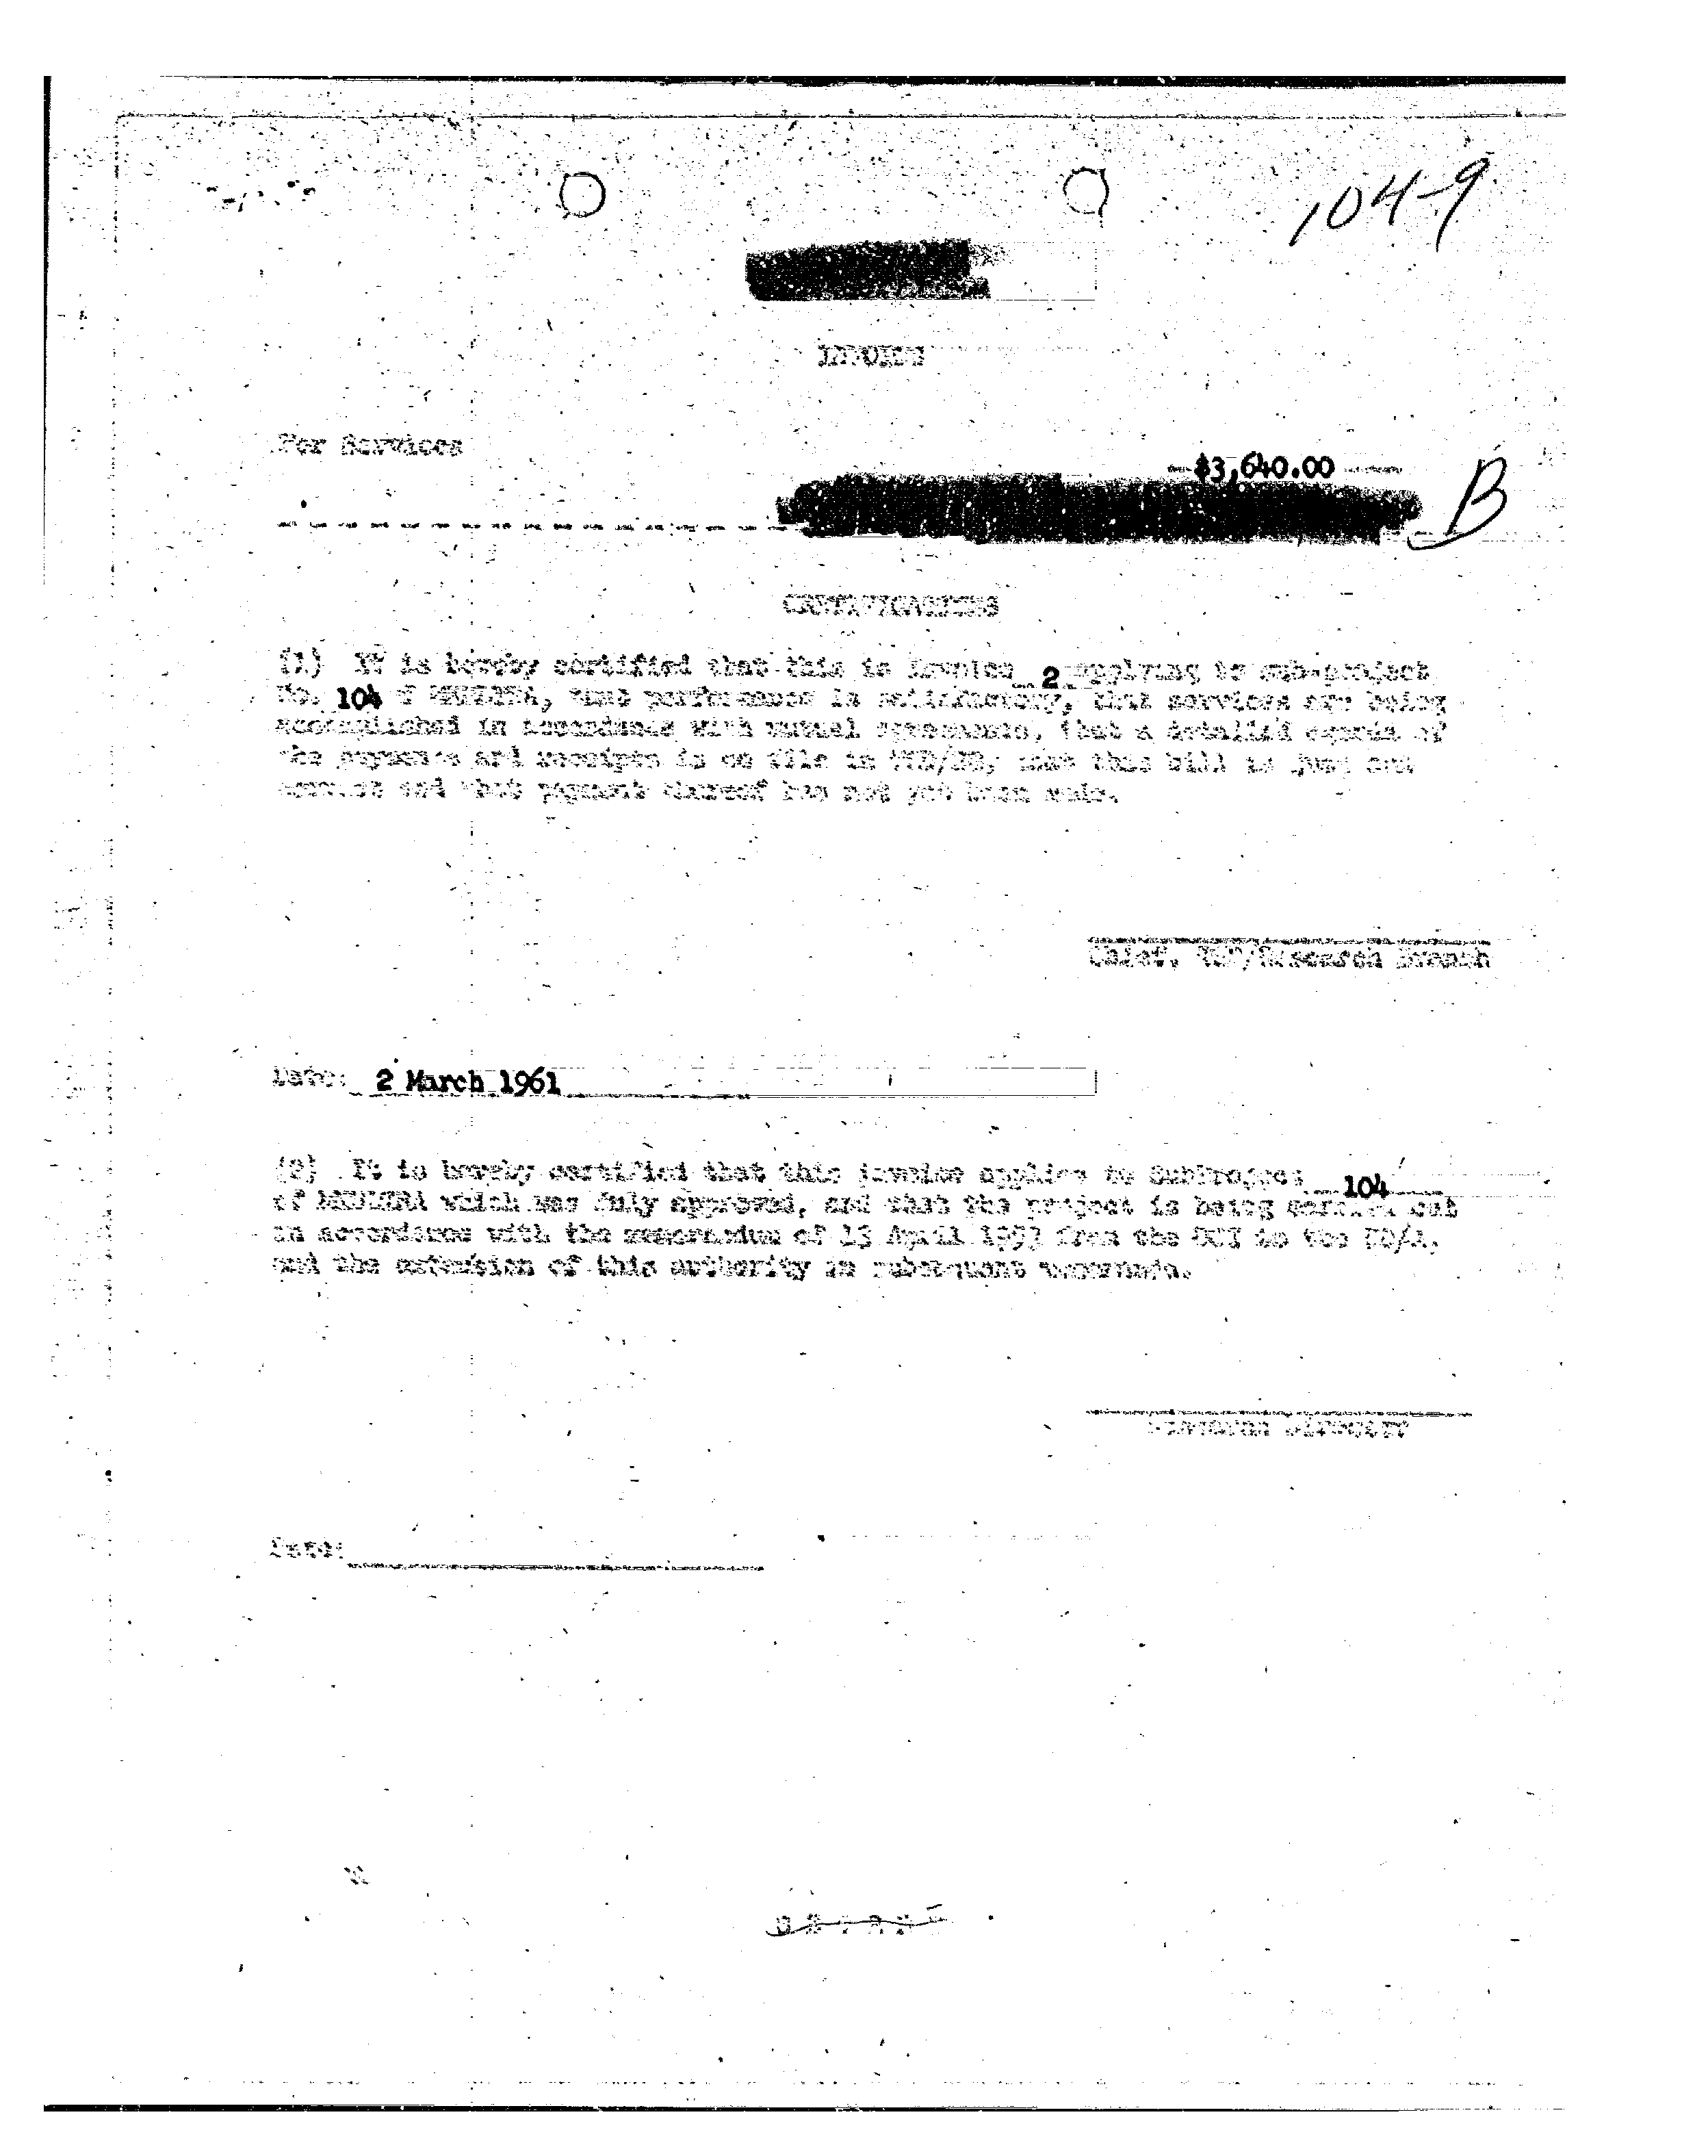 104-9
INVOICE
For Services
$3,640.00
B
CERTIFICATIONS
(1) It is hereby certified that this is invoice 2 applying to sub-project
No. 104 of MKULTRA, that performance is satisfactory, that services are being
accomplished in accordance with mutual agreements, that a detailed agenda of
the payments and receipts is on file in TSD/RB, that this bill is just and
correct and that payment thereof has not yet been made.
Chief, TSD/Research Branch
Date: 2 March 1961
(2) It is hereby certified that this invoice applies to SubProject 104
of MKULTRA which was duly approved, and that the project is being carried out
in accordance with the memorandum of 13 April 1953 from the DCI to the DD/A,
and the extension of this authority in subsequent memoranda.
Director
Date: